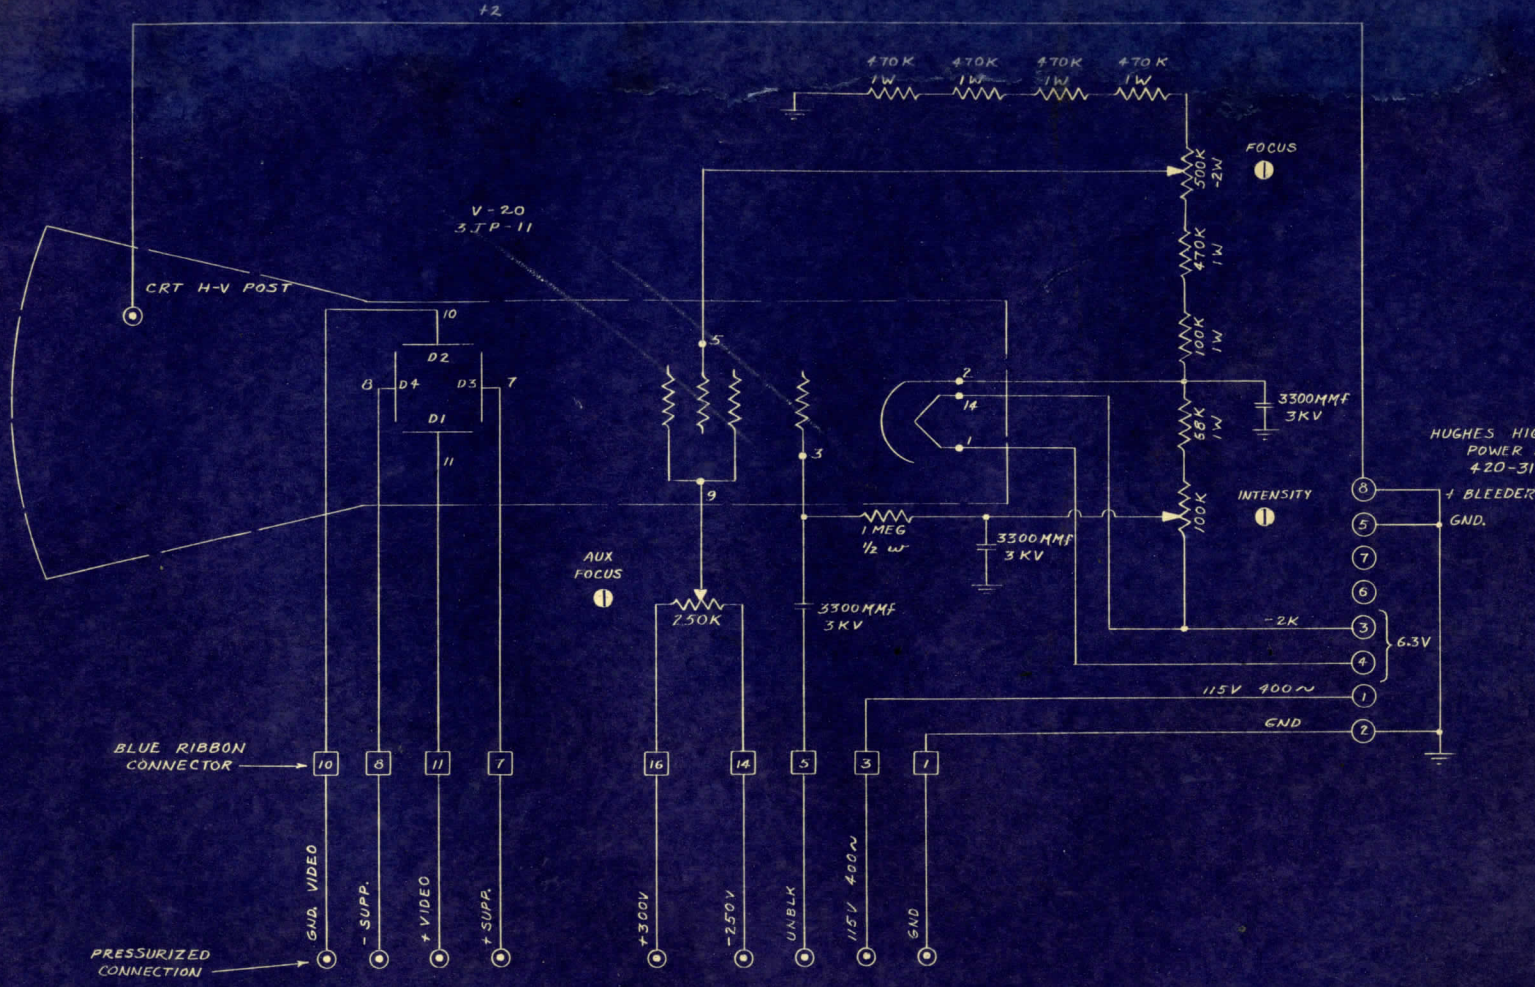 +2
470K 470K 470K 470K
1W 1W 1W 1W
FOCUS
500K
-2W
V-20
3JP-11
470K
1W
CRT H-V POST
10
D2
8 D4 D3 7
D1
11
5
100K
1W
2
14
1
3
9
3300MMf
3KV
68K
1W
HUGHES
POWER
420-31
8
+ BLEEDER
INTENSITY
100K
5
GND.
1 MEG
1/2 W
3300MMf
3KV
7
6
AUX
FOCUS
250K
3300MMf
3KV
-2K
3
6.3V
4
115V 400~
1
GND
2
BLUE RIBBON
CONNECTOR
10 8 11 7 16 14 5 3 1
GND. VIDEO
- SUPP.
+ VIDEO
+ SUPP.
+300V
-250V
UNBLK
115V 400~
GND
PRESSURIZED
CONNECTION